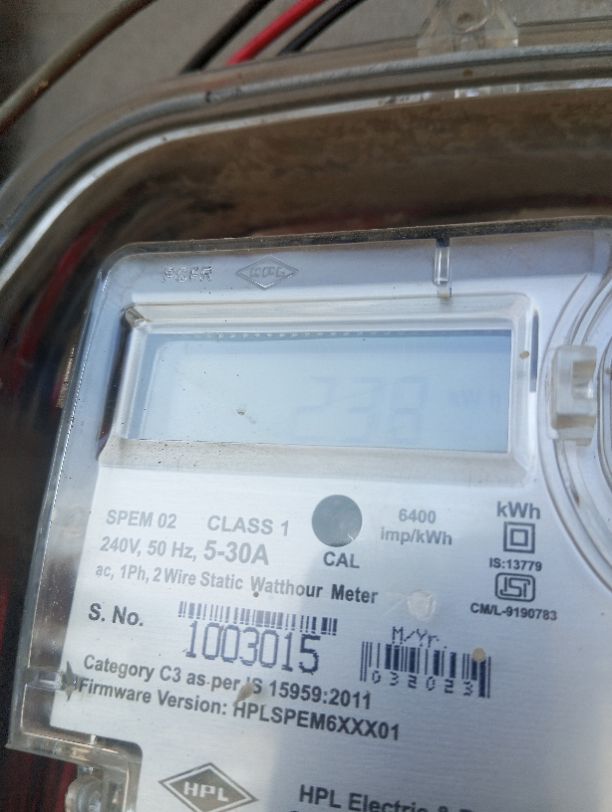 HPL
SPEM 02 CLASS 1
240V, 50 Hz, 5-30A
ac, 1Ph, 2 Wire Static Watthour Meter
CAL
6400
imp/kWh
kWh
IS:13779
ISI
CM/L-9190783
S. No.
1003015
M/Yr.
032023
Category C3 as per IS 15959:2011
Firmware Version: HPLSPEM6XXX01
HPL
HPL Electric &